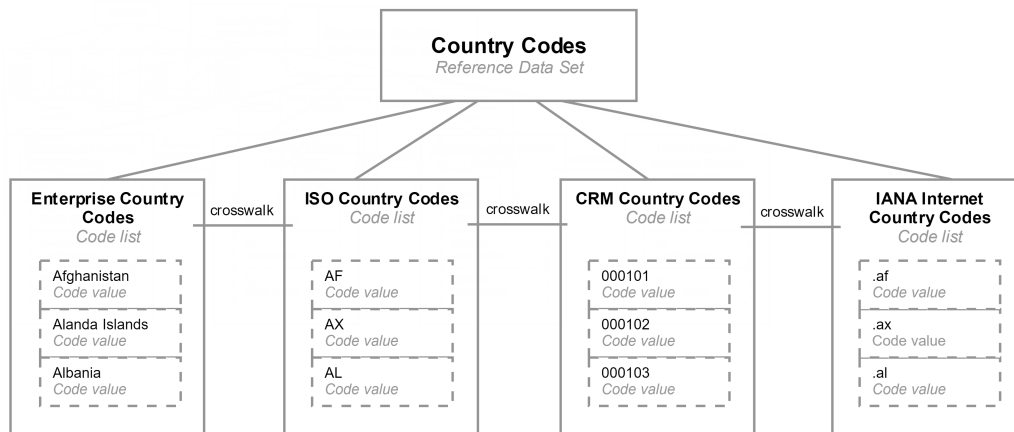 Country Codes
Reference Data Set
Enterprise Country
Codes
Code list
crosswalk
ISO Country Codes
Code list
crosswalk
CRM Country Codes
Code list
crosswalk
IANA Internet
Country Codes
Code list
Afghanistan
Code value
Alanda Islands
Code value
Albania
Code value
AF
Code value
AX
Code value
AL
Code value
000101
Code value
000102
Code value
000103
Code value
.af
Code value
.ax
Code value
.al
Code value